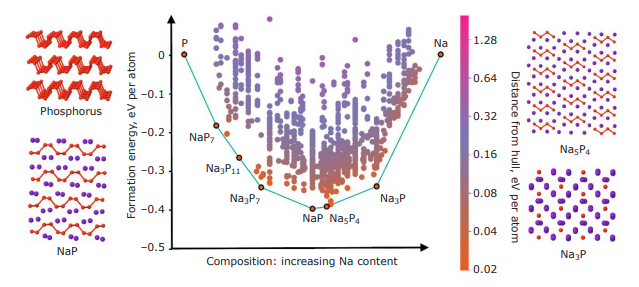 P
Na
0
−0.1
−0.2
−0.3
−0.4
−0.5
Formation energy, eV per atom
NaP₇
Na₃P₁₁
Na₃P₇
NaP
Na₅P₄
Na₃P
Composition: increasing Na content
1.28
0.64
0.32
0.16
0.08
0.04
0.02
Distance from hull, eV per atom
Phosphorus
NaP
Na₅P₄
Na₃P